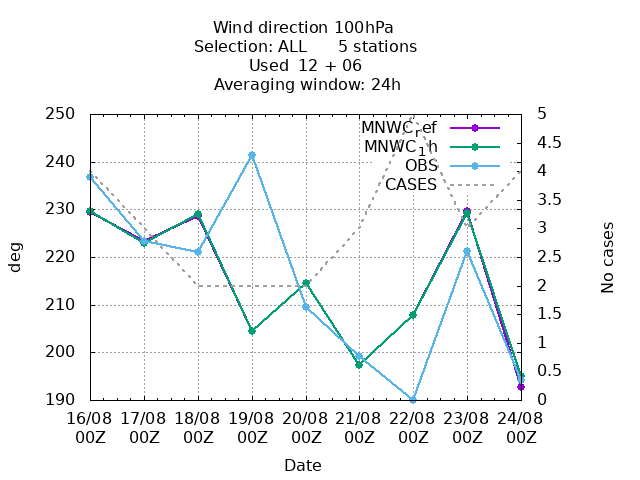 Wind direction 100hPa
Selection: ALL 5 stations
Used 12 + 06
Averaging window: 24h
250
240
230
220
210
200
190
deg
MNWC_ref
MNWC_1h
OBS
CASES
5
4.5
4
3.5
3
2.5
2
1.5
1
0.5
0
No cases
16/08 17/08 18/08 19/08 20/08 21/08 22/08 23/08 24/08
00Z 00Z 00Z 00Z 00Z 00Z 00Z 00Z 00Z
Date